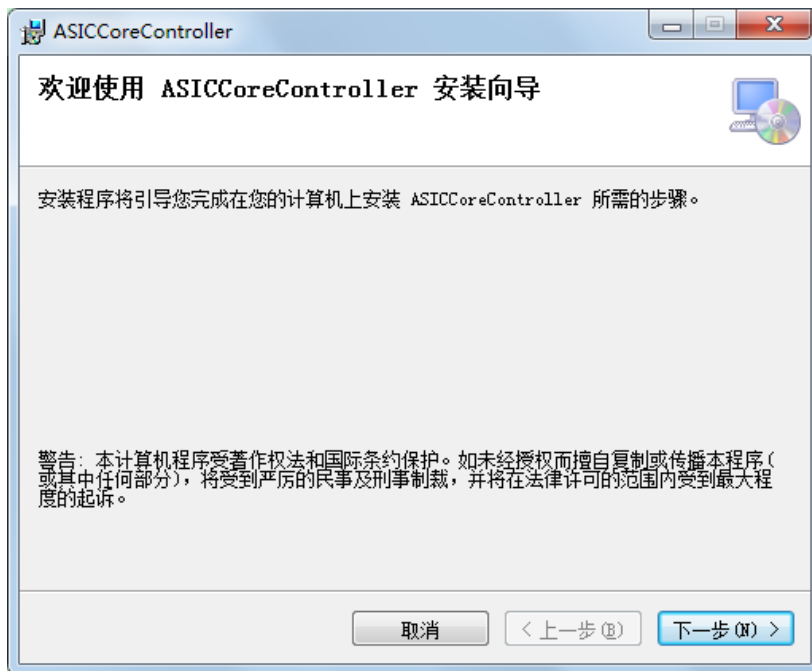 ASICCoreController
欢迎使用 ASICCoreController 安装向导
安装程序将引导您完成在您的计算机上安装 ASICCoreController 所需的步骤。
警告: 本计算机程序受著作权法和国际条约保护。如未经授权而擅自复制或传播本程序(
或其中任何部分)，将受到严厉的民事及刑事制裁，并将在法律许可的范围内受到最大程
度的起诉。
取消 < 上一步(B) 下一步(N) >